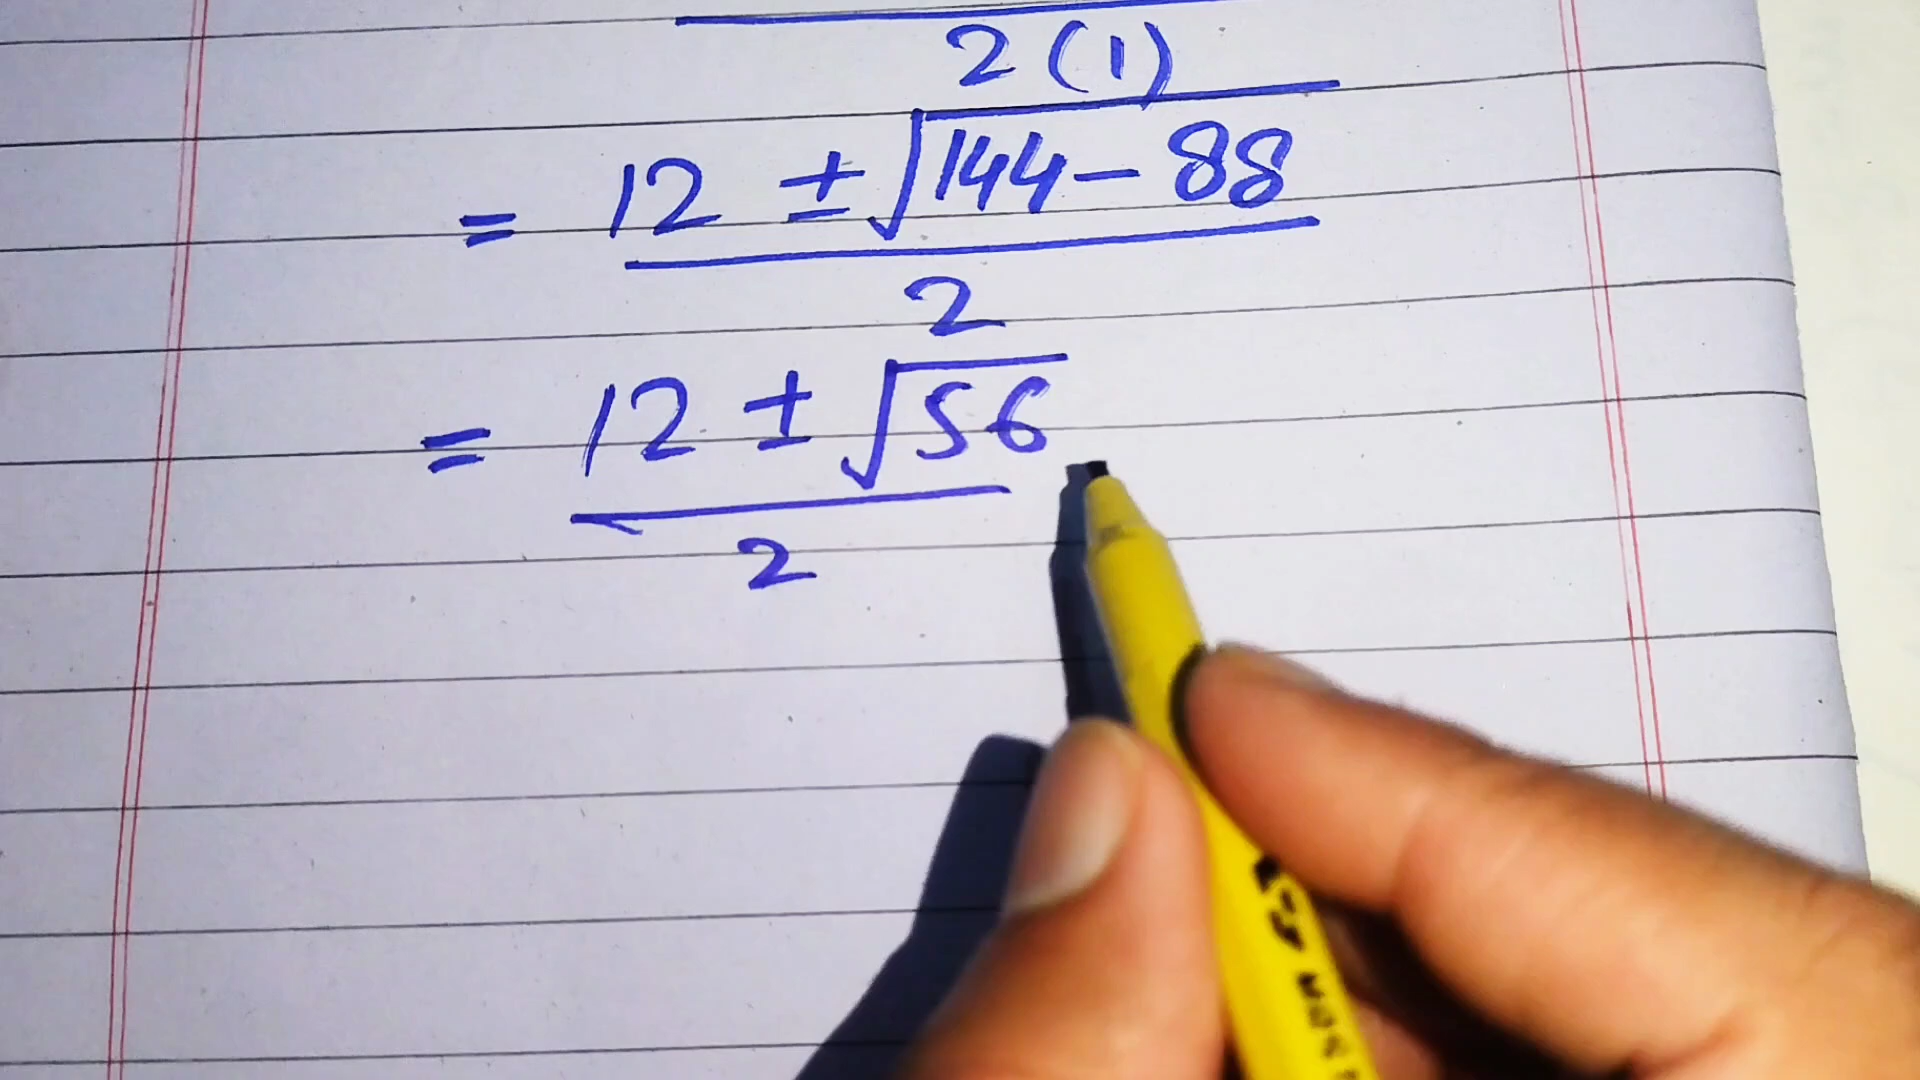 2 (1)
= 12 ± √144 - 88
2
= 12 ± √56
2